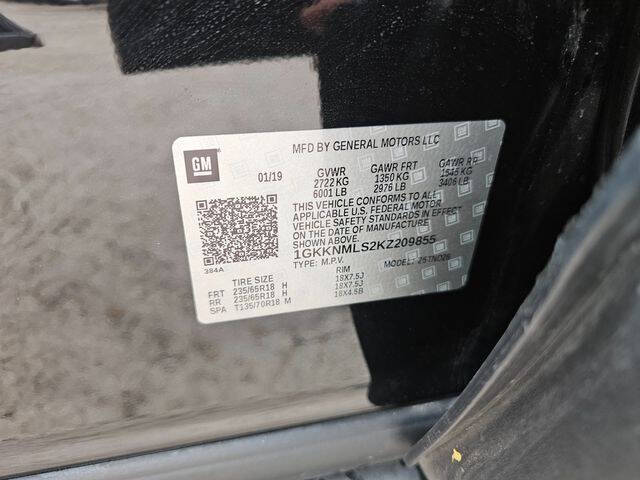 MFD BY GENERAL MOTORS LLC
GM
01/19
GVWR GAWR FRT GAWR RR
2722 KG 1350 KG 1545 KG
6001 LB 2976 LB 3406 LB
THIS VEHICLE CONFORMS TO ALL
APPLICABLE U.S. FEDERAL MOTOR
VEHICLE SAFETY STANDARDS IN EFFECT
ON THE DATE OF MANUFACTURE SHOWN
ABOVE.
1GKKNMLS2KZ209855
TYPE: M.P.V. MODEL:
384A
TIRE SIZE RIM
FRT 235/65R18 H 18X7.5J
RR 235/65R18 H 18X7.5J
SPA T135/70R18 M 18X4.5B